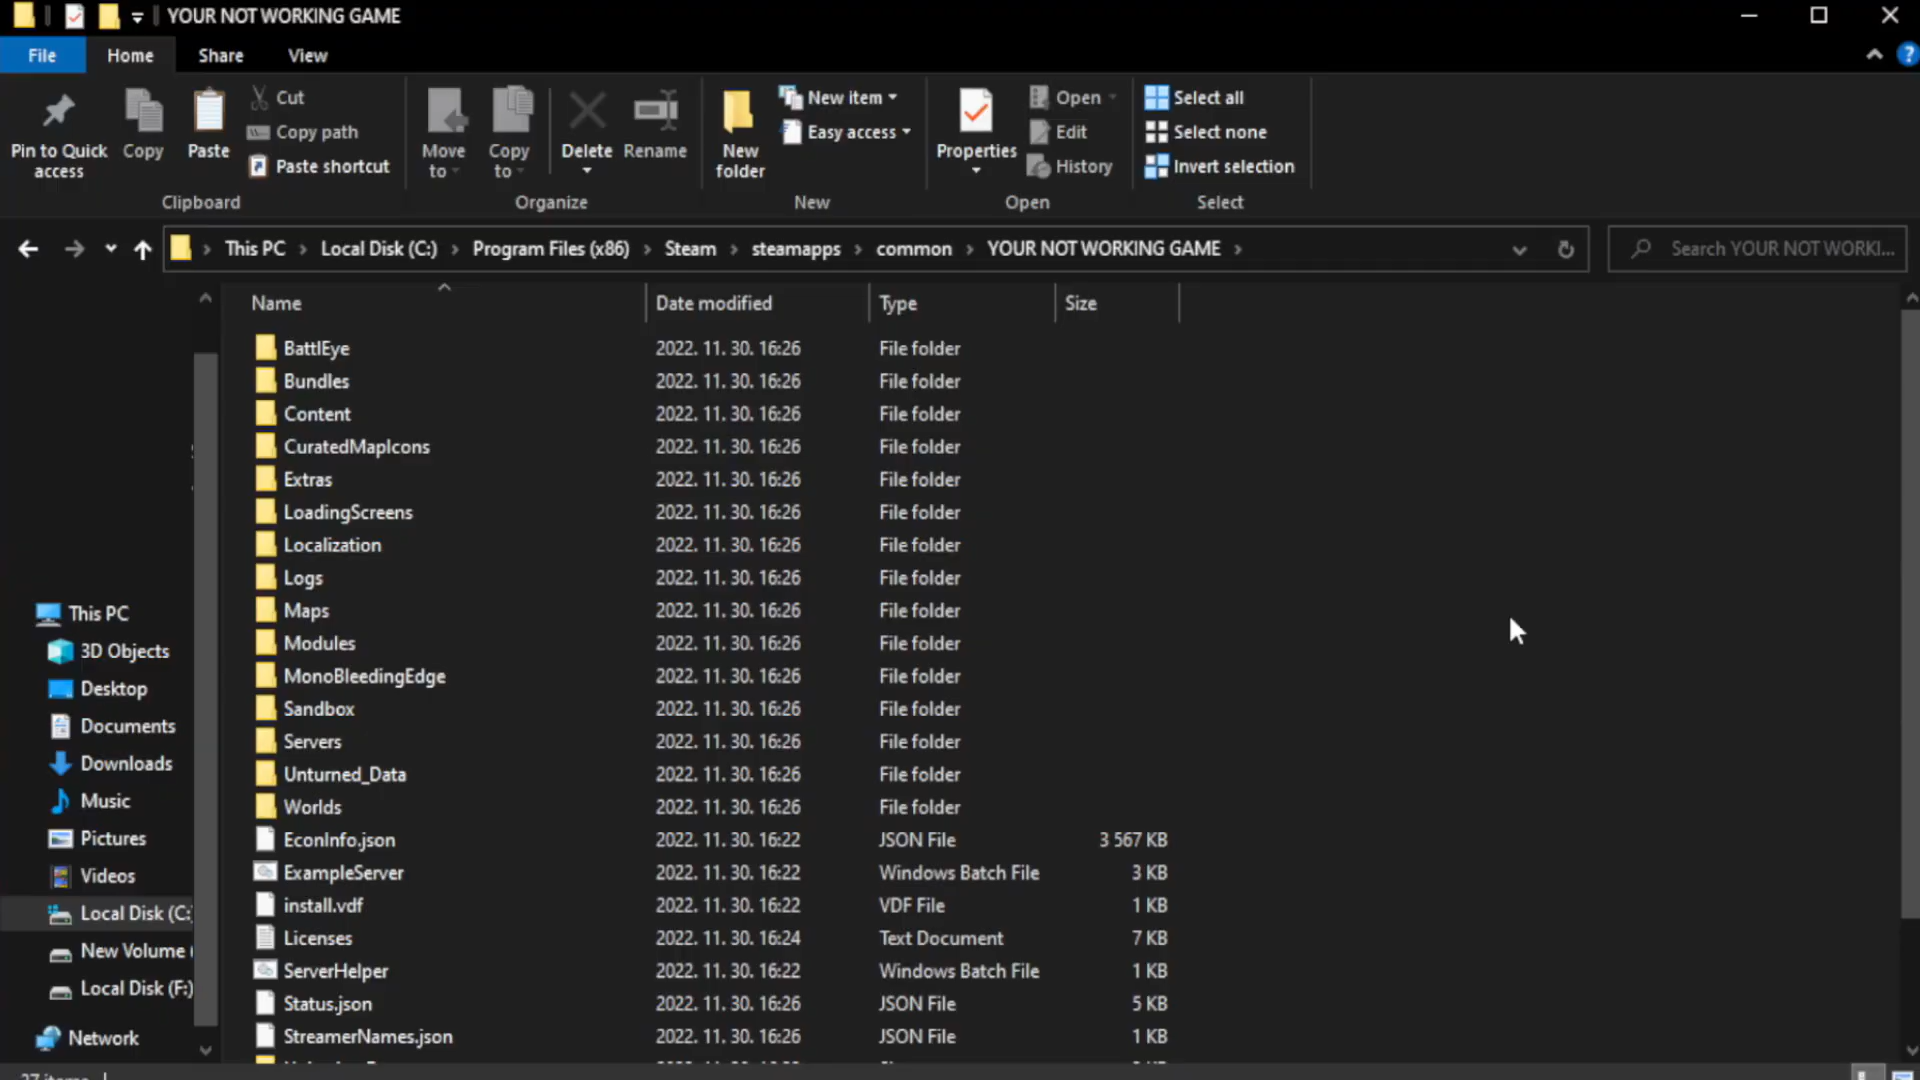 YOUR NOT WORKING GAME
File Home Share View
Pin to Quick access
Copy
Paste
Cut
Copy path
Paste shortcut
Clipboard
Move to
Copy to
Delete
Rename
Organize
New folder
New item
Easy access
New
Properties
Open
Edit
History
Open
Select all
Select none
Invert selection
Select
This PC › Local Disk (C:) › Program Files (x86) › Steam › steamapps › common › YOUR NOT WORKING GAME ›
Search YOUR NOT WORKI...
Name Date modified Type Size
BattlEye 2022. 11. 30. 16:26 File folder
Bundles 2022. 11. 30. 16:26 File folder
Content 2022. 11. 30. 16:26 File folder
CuratedMapIcons 2022. 11. 30. 16:26 File folder
Extras 2022. 11. 30. 16:26 File folder
LoadingScreens 2022. 11. 30. 16:26 File folder
Localization 2022. 11. 30. 16:26 File folder
Logs 2022. 11. 30. 16:26 File folder
Maps 2022. 11. 30. 16:26 File folder
Modules 2022. 11. 30. 16:26 File folder
MonoBleedingEdge 2022. 11. 30. 16:26 File folder
Sandbox 2022. 11. 30. 16:26 File folder
Servers 2022. 11. 30. 16:26 File folder
Unturned_Data 2022. 11. 30. 16:26 File folder
Worlds 2022. 11. 30. 16:26 File folder
EconInfo.json 2022. 11. 30. 16:22 JSON File 3 567 KB
ExampleServer 2022. 11. 30. 16:22 Windows Batch File 3 KB
install.vdf 2022. 11. 30. 16:22 VDF File 1 KB
Licenses 2022. 11. 30. 16:24 Text Document 7 KB
ServerHelper 2022. 11. 30. 16:22 Windows Batch File 1 KB
Status.json 2022. 11. 30. 16:26 JSON File 5 KB
StreamerNames.json 2022. 11. 30. 16:26 JSON File 1 KB
This PC
3D Objects
Desktop
Documents
Downloads
Music
Pictures
Videos
Local Disk (C:
New Volume (
Local Disk (F:)
Network